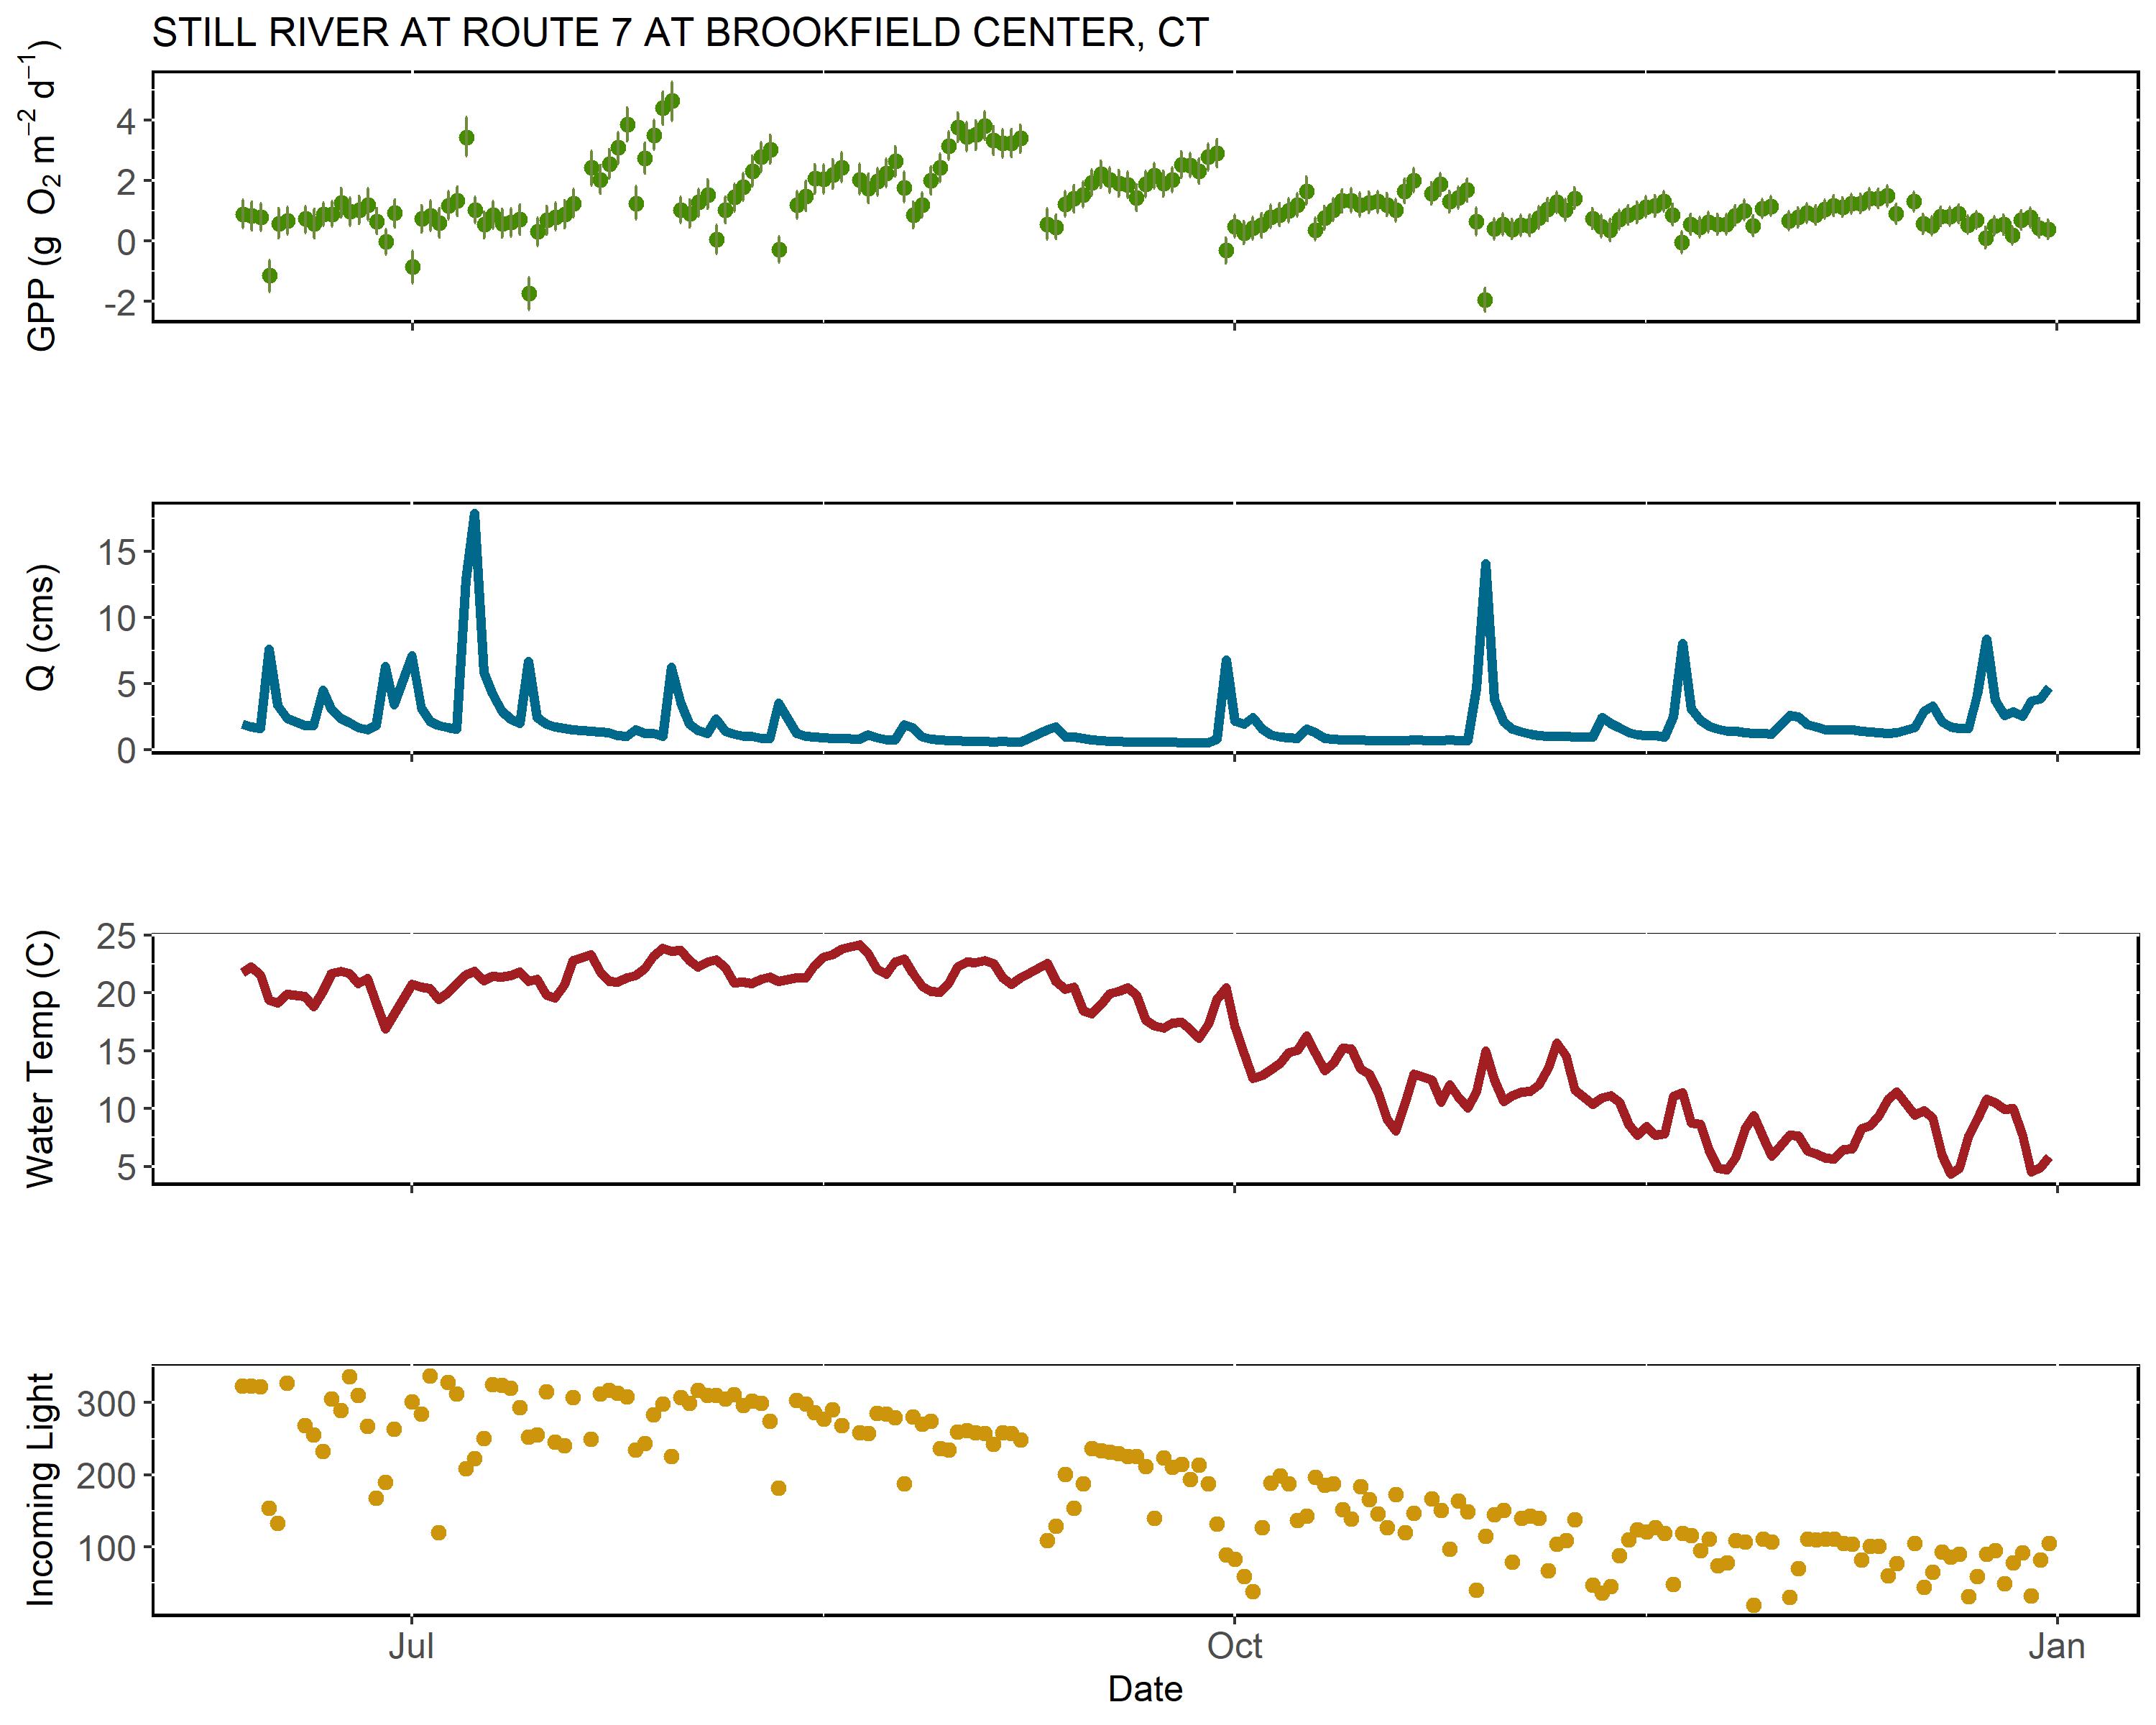 STILL RIVER AT ROUTE 7 AT BROOKFIELD CENTER, CT
GPP (g O₂ m⁻² d⁻¹)
4
2
0
-2
Q (cms)
15
10
5
0
Water Temp (C)
25
20
15
10
5
Incoming Light
300
200
100
Jul Oct Jan
Date